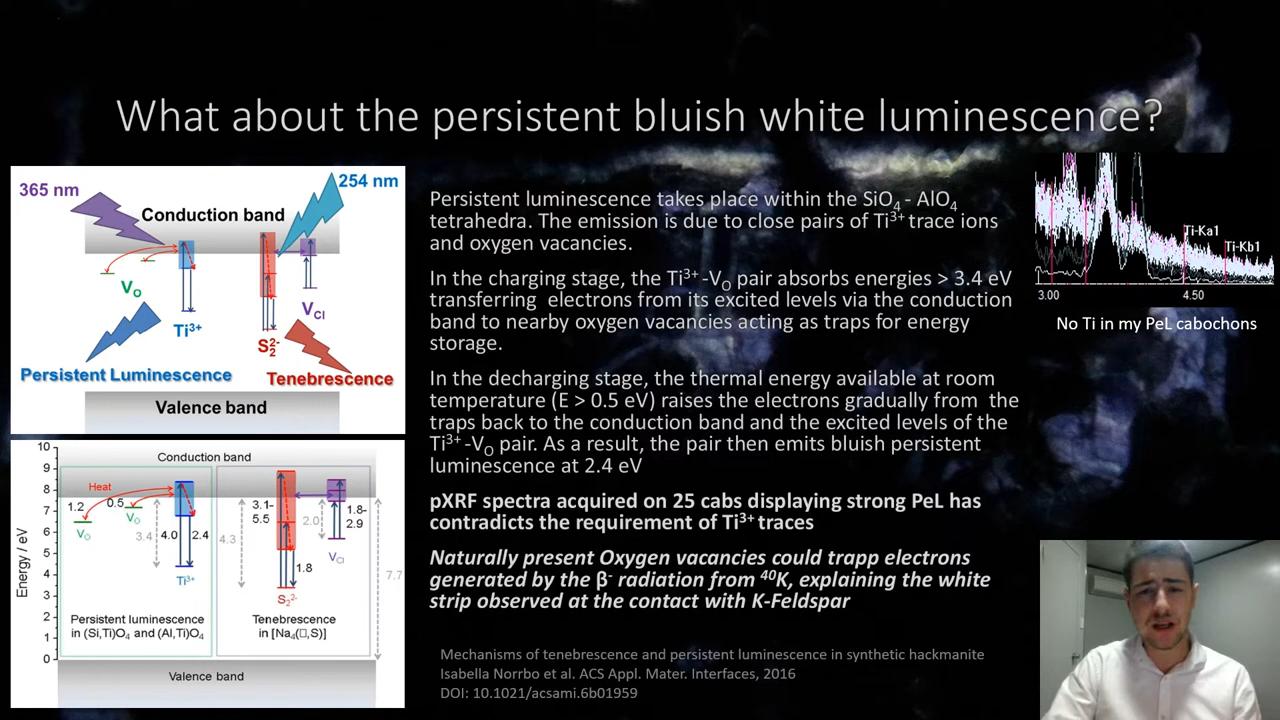 What about the persistent bluish white luminescence?
365 nm
254 nm
Conduction band
V_O
Ti³⁺
S₂²⁻
V_Cl
Persistent Luminescence
Tenebrescence
Valence band
Persistent luminescence takes place within the SiO₄ - AlO₄
tetrahedra. The emission is due to close pairs of Ti³⁺ trace ions
and oxygen vacancies.
In the charging stage, the Ti³⁺-V_O pair absorbs energies > 3.4 eV
transferring electrons from its excited levels via the conduction
band to nearby oxygen vacancies acting as traps for energy
storage.
In the decharging stage, the thermal energy available at room
temperature (E > 0.5 eV) raises the electrons gradually from the
traps back to the conduction band and the excited levels of the
Ti³⁺-V_O pair. As a result, the pair then emits bluish persistent
luminescence at 2.4 eV
pXRF spectra acquired on 25 cabs displaying strong PeL has
contradicts the requirement of Ti³⁺ traces
Naturally present Oxygen vacancies could trapp electrons
generated by the β⁻ radiation from ⁴⁰K, explaining the white
strip observed at the contact with K-Feldspar
Mechanisms of tenebrescence and persistent luminescence in synthetic hackmanite
Isabella Norrbo et al. ACS Appl. Mater. Interfaces, 2016
DOI: 10.1021/acsami.6b01959
Ti-Ka1
Ti-Kb1
3.00
4.50
No Ti in my PeL cabochons
Energy / eV
10
9
8
7
6
5
4
3
2
1
0
Conduction band
Heat
1.2
0.5
V_O
V_O
3.4
4.0
2.4
Ti³⁺
4.3
3.1-
5.5
1.8
S₂²⁻
2.0
1.8-
2.9
V_Cl
7.7
Persistent luminescence
in (Si,Ti)O₄ and (Al,Ti)O₄
Tenebrescence
in [Na₄(□,S)]
Valence band